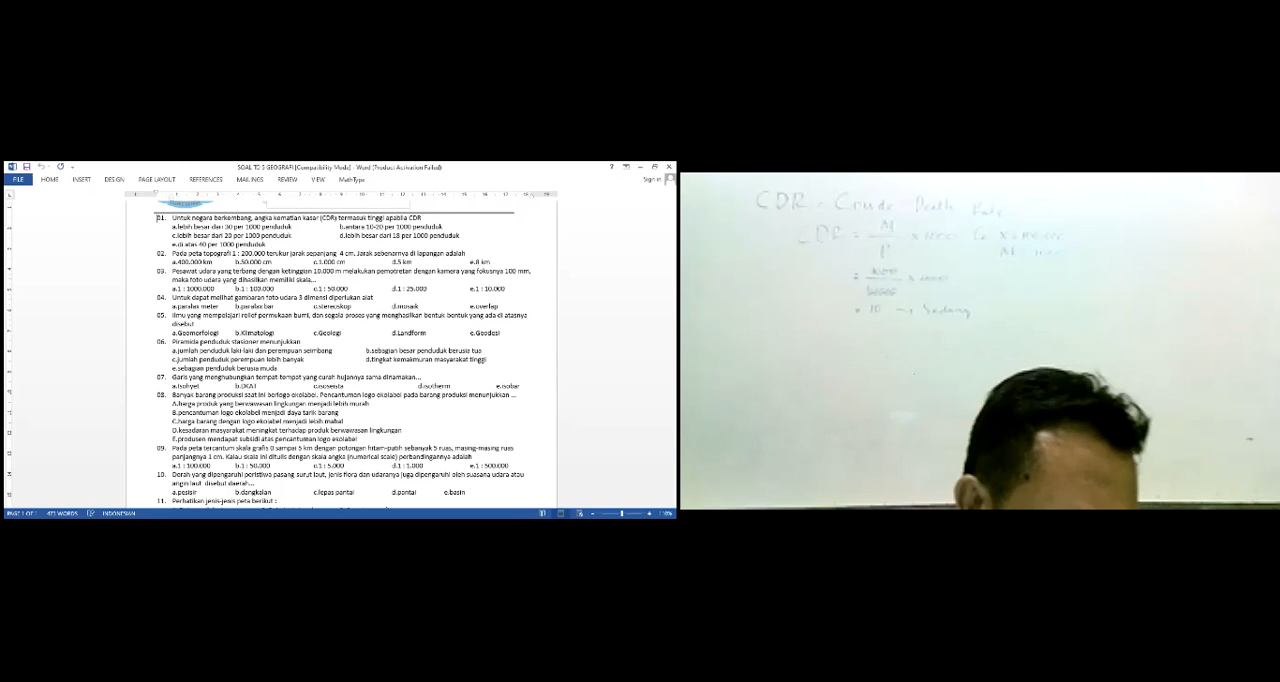 SOAL TO 5 GEOGRAFI [Compatibility Mode] - Word (Product Activation Failed)
FILE HOME INSERT DESIGN PAGE LAYOUT REFERENCES MAILINGS REVIEW VIEW MathType Sign in
01. Untuk negara berkembang, angka kematian kasar (CDR) termasuk tinggi apabila CDR
a.lebih besar dari 30 per 1000 penduduk b.antara 10-20 per 1000 penduduk
c.lebih besar dari 20 per 1000 penduduk d.lebih besar dari 18 per 1000 penduduk
e.di atas 40 per 1000 penduduk
02. Pada peta topografi 1 : 200.000 terukur jarak sepanjang 4 cm. Jarak sebenarnya di lapangan adalah
a.400.000 km b.50.000 cm c.1.000 cm d.5 km e.8 km
03. Pesawat udara yang terbang dengan ketinggian 10.000 m melakukan pemotretan dengan kamera yang fokusnya 100 mm,
maka foto udara yang dihasilkan memiliki skala...
a.1 : 1000.000 b.1 : 100.000 c.1 : 50.000 d.1 : 25.000 e.1 : 10.000
04. Untuk dapat melihat gambaran foto udara 3 dimensi diperlukan alat
a.paralax meter b.paralax bar c.stereoskop d.mosaik e.overlap
05. Ilmu yang mempelajari relief permukaan bumi, dan segala proses yang menghasilkan bentuk-bentuk yang ada di atasnya
disebut
a.Geomorfologi b.Klimatologi c.Geologi d.Landform e.Geodesi
06. Piramida penduduk stasioner menunjukkan
a.jumlah penduduk laki-laki dan perempuan seimbang b.sebagian besar penduduk berusia tua
c.jumlah penduduk perempuan lebih banyak d.tingkat kemakmuran masyarakat tinggi
e.sebagian penduduk berusia muda
07. Garis yang menghubungkan tempat-tempat yang curah hujannya sama dinamakan...
a.Isohyet b.DKAT c.isoseista d.isotherm e.isobar
08. Banyak barang produksi saat ini berlogo ekolabel. Pencantuman logo ekolabel pada barang produksi menunjukkan ...
A.harga produk yang berwawasan lingkungan menjadi lebih murah
B.pencantuman logo ekolabel menjadi daya tarik barang
C.harga barang dengan logo ekolabel menjadi lebih mahal
D.kesadaran masyarakat meningkat terhadap produk berwawasan lingkungan
E.produsen mendapat subsidi atas pencantuman logo ekolabel
09. Pada peta tercantum skala grafis 0 sampai 5 km dengan potongan hitam-putih sebanyak 5 ruas, masing-masing ruas
panjangnya 1 cm. Kalau skala ini ditulis dengan skala angka (numerical scale) perbandingannya adalah
a.1 : 100.000 b.1 : 50.000 c.1 : 5.000 d.1 : 1.000 e.1 : 500.000
10. Derah yang dipengaruhi peristiwa pasang surut laut, jenis flora dan udaranya juga dipengaruhi oleh suasana udara atau
angin laut disebut daerah...
a.pesisir b.dangkalan c.lepas pantai d.pantai e.basin
11. Perhatikan jenis-jenis peta berikut :
PAGE 1 OF 473 WORDS INDONESIAN
CDR = Crude Death Rate
CDR = M x 1000
P
= x 1000
= 10 → Sedang